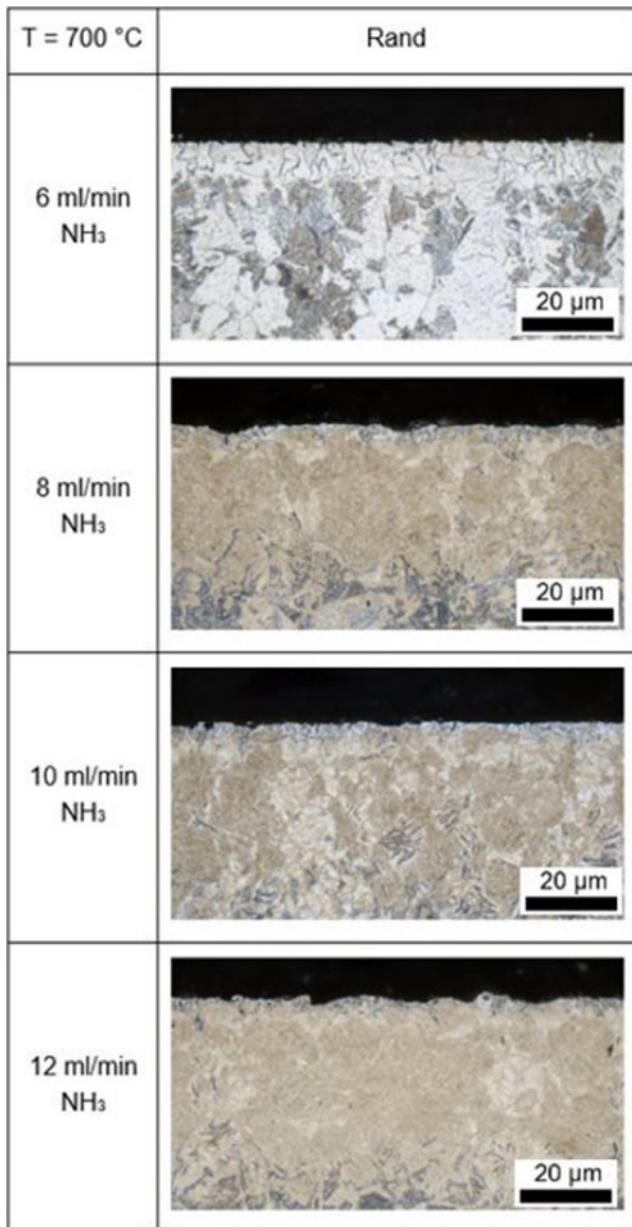 T = 700 °C
Rand
6 ml/min
NH₃
20 µm
8 ml/min
NH₃
20 µm
10 ml/min
NH₃
20 µm
12 ml/min
NH₃
20 µm